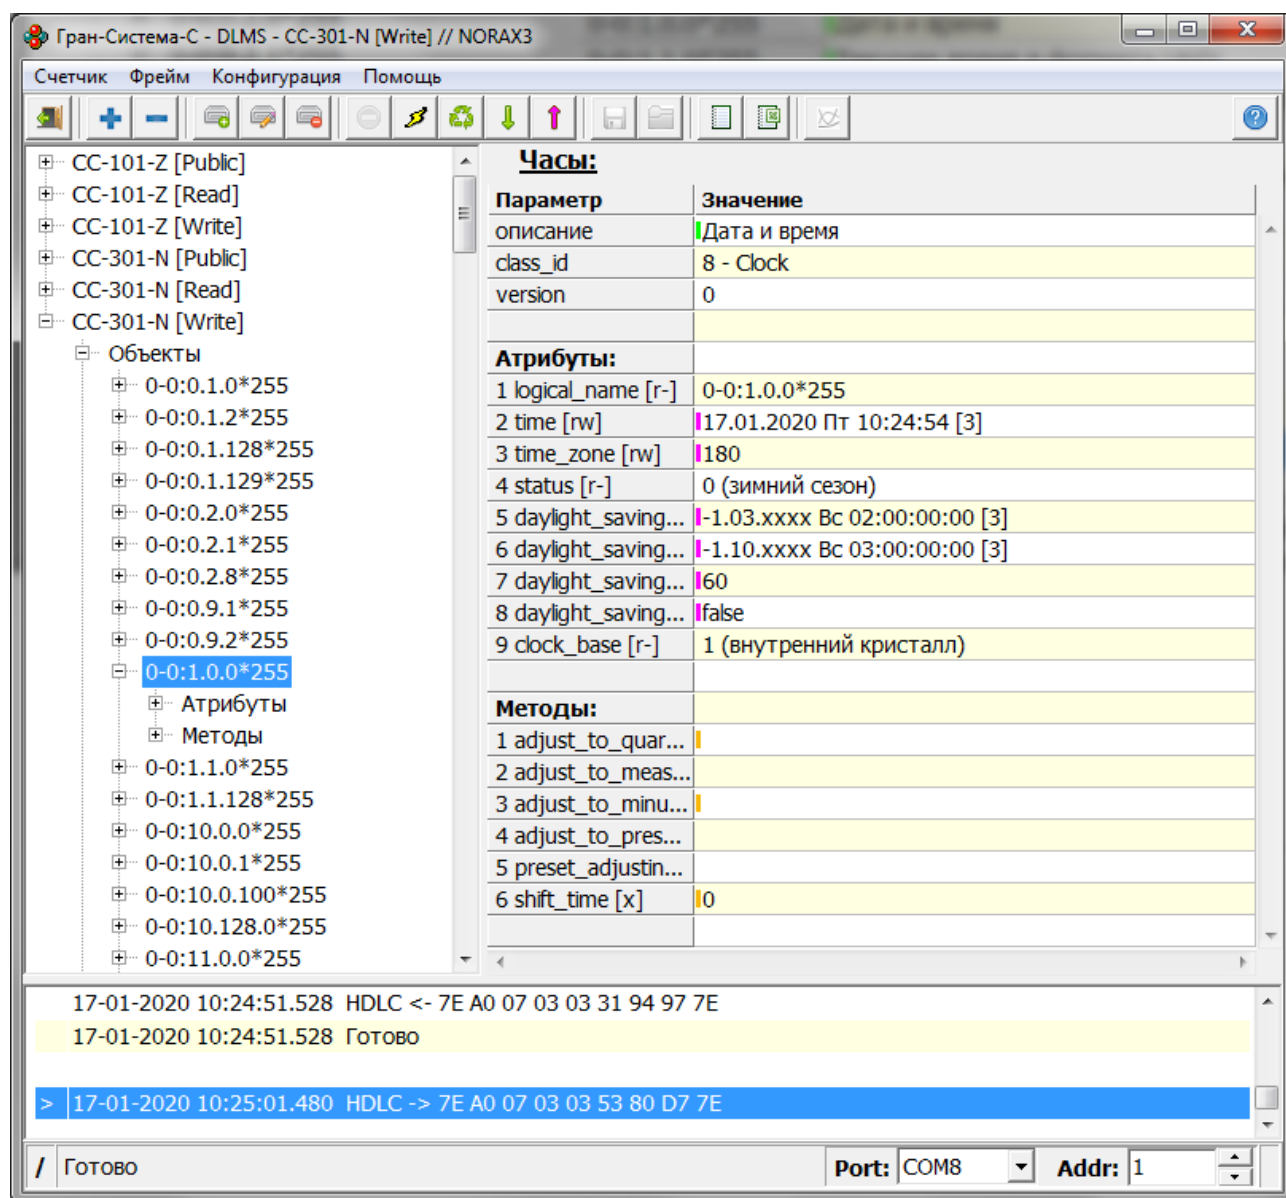 Гран-Система-С - DLMS - CC-301-N [Write] // NORAX3
Счетчик Фрейм Конфигурация Помощь
CC-101-Z [Public]
CC-101-Z [Read]
CC-101-Z [Write]
CC-301-N [Public]
CC-301-N [Read]
CC-301-N [Write]
Объекты
0-0:0.1.0*255
0-0:0.1.2*255
0-0:0.1.128*255
0-0:0.1.129*255
0-0:0.2.0*255
0-0:0.2.1*255
0-0:0.2.8*255
0-0:0.9.1*255
0-0:0.9.2*255
0-0:1.0.0*255
Атрибуты
Методы
0-0:1.1.0*255
0-0:1.1.128*255
0-0:10.0.0*255
0-0:10.0.1*255
0-0:10.0.100*255
0-0:10.128.0*255
0-0:11.0.0*255
Часы:
Параметр Значение
описание Дата и время
class_id 8 - Clock
version 0
Атрибуты:
1 logical_name [r-] 0-0:1.0.0*255
2 time [rw] 17.01.2020 Пт 10:24:54 [3]
3 time_zone [rw] 180
4 status [r-] 0 (зимний сезон)
5 daylight_saving... -1.03.xxxx Вс 02:00:00:00 [3]
6 daylight_saving... -1.10.xxxx Вс 03:00:00:00 [3]
7 daylight_saving... 60
8 daylight_saving... false
9 clock_base [r-] 1 (внутренний кристалл)
Методы:
1 adjust_to_quar...
2 adjust_to_meas...
3 adjust_to_minu...
4 adjust_to_pres...
5 preset_adjustin...
6 shift_time [x] 0
17-01-2020 10:24:51.528 HDLC <- 7E A0 07 03 03 31 94 97 7E
17-01-2020 10:24:51.528 Готово
> 17-01-2020 10:25:01.480 HDLC -> 7E A0 07 03 03 53 80 D7 7E
/ Готово Port: COM8 Addr: 1